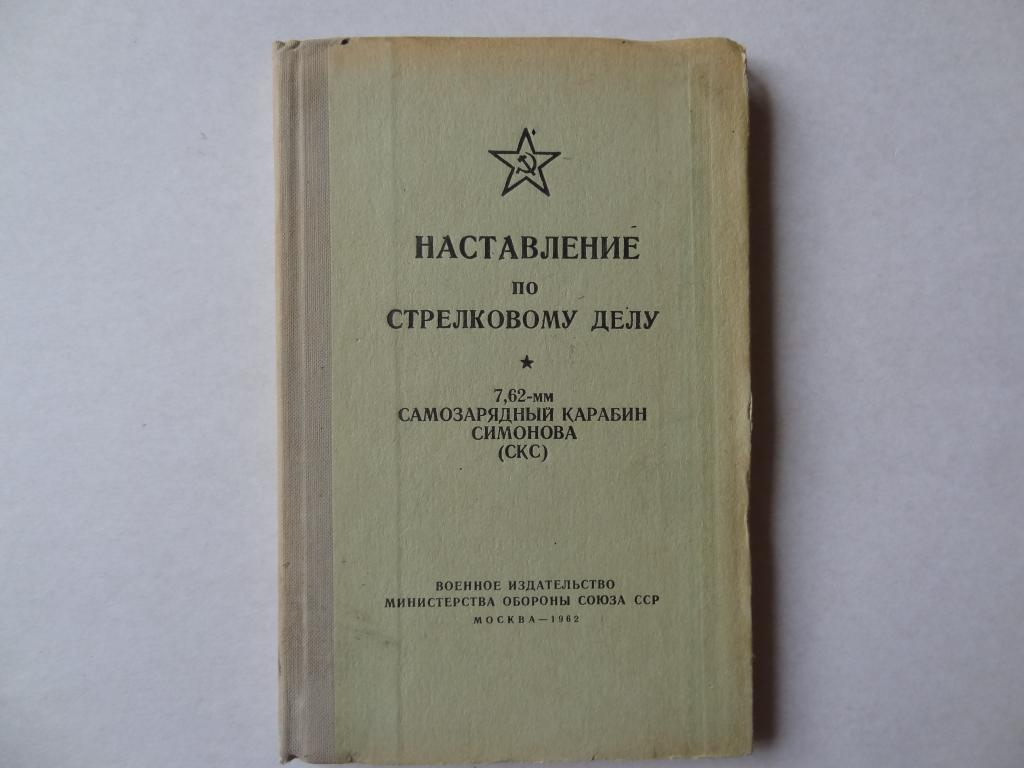 НАСТАВЛЕНИЕ
ПО
СТРЕЛКОВОМУ ДЕЛУ
7,62-мм
САМОЗАРЯДНЫЙ КАРАБИН
СИМОНОВА
(СКС)
ВОЕННОЕ ИЗДАТЕЛЬСТВО
МИНИСТЕРСТВА ОБОРОНЫ СОЮЗА ССР
МОСКВА—1962